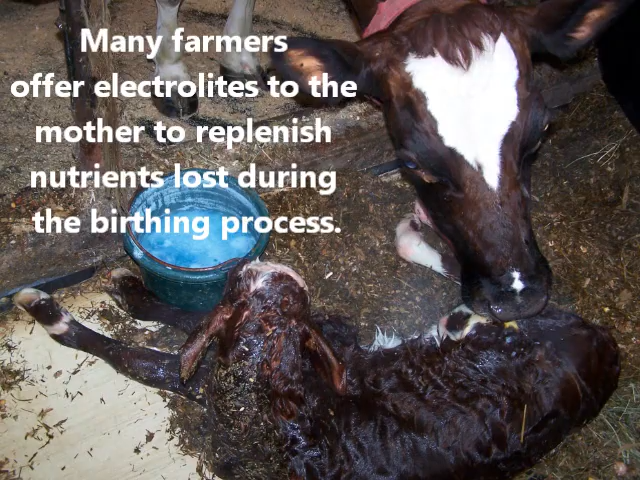 Many farmers
offer electrolites to the
mother to replenish
nutrients lost during
the birthing process.